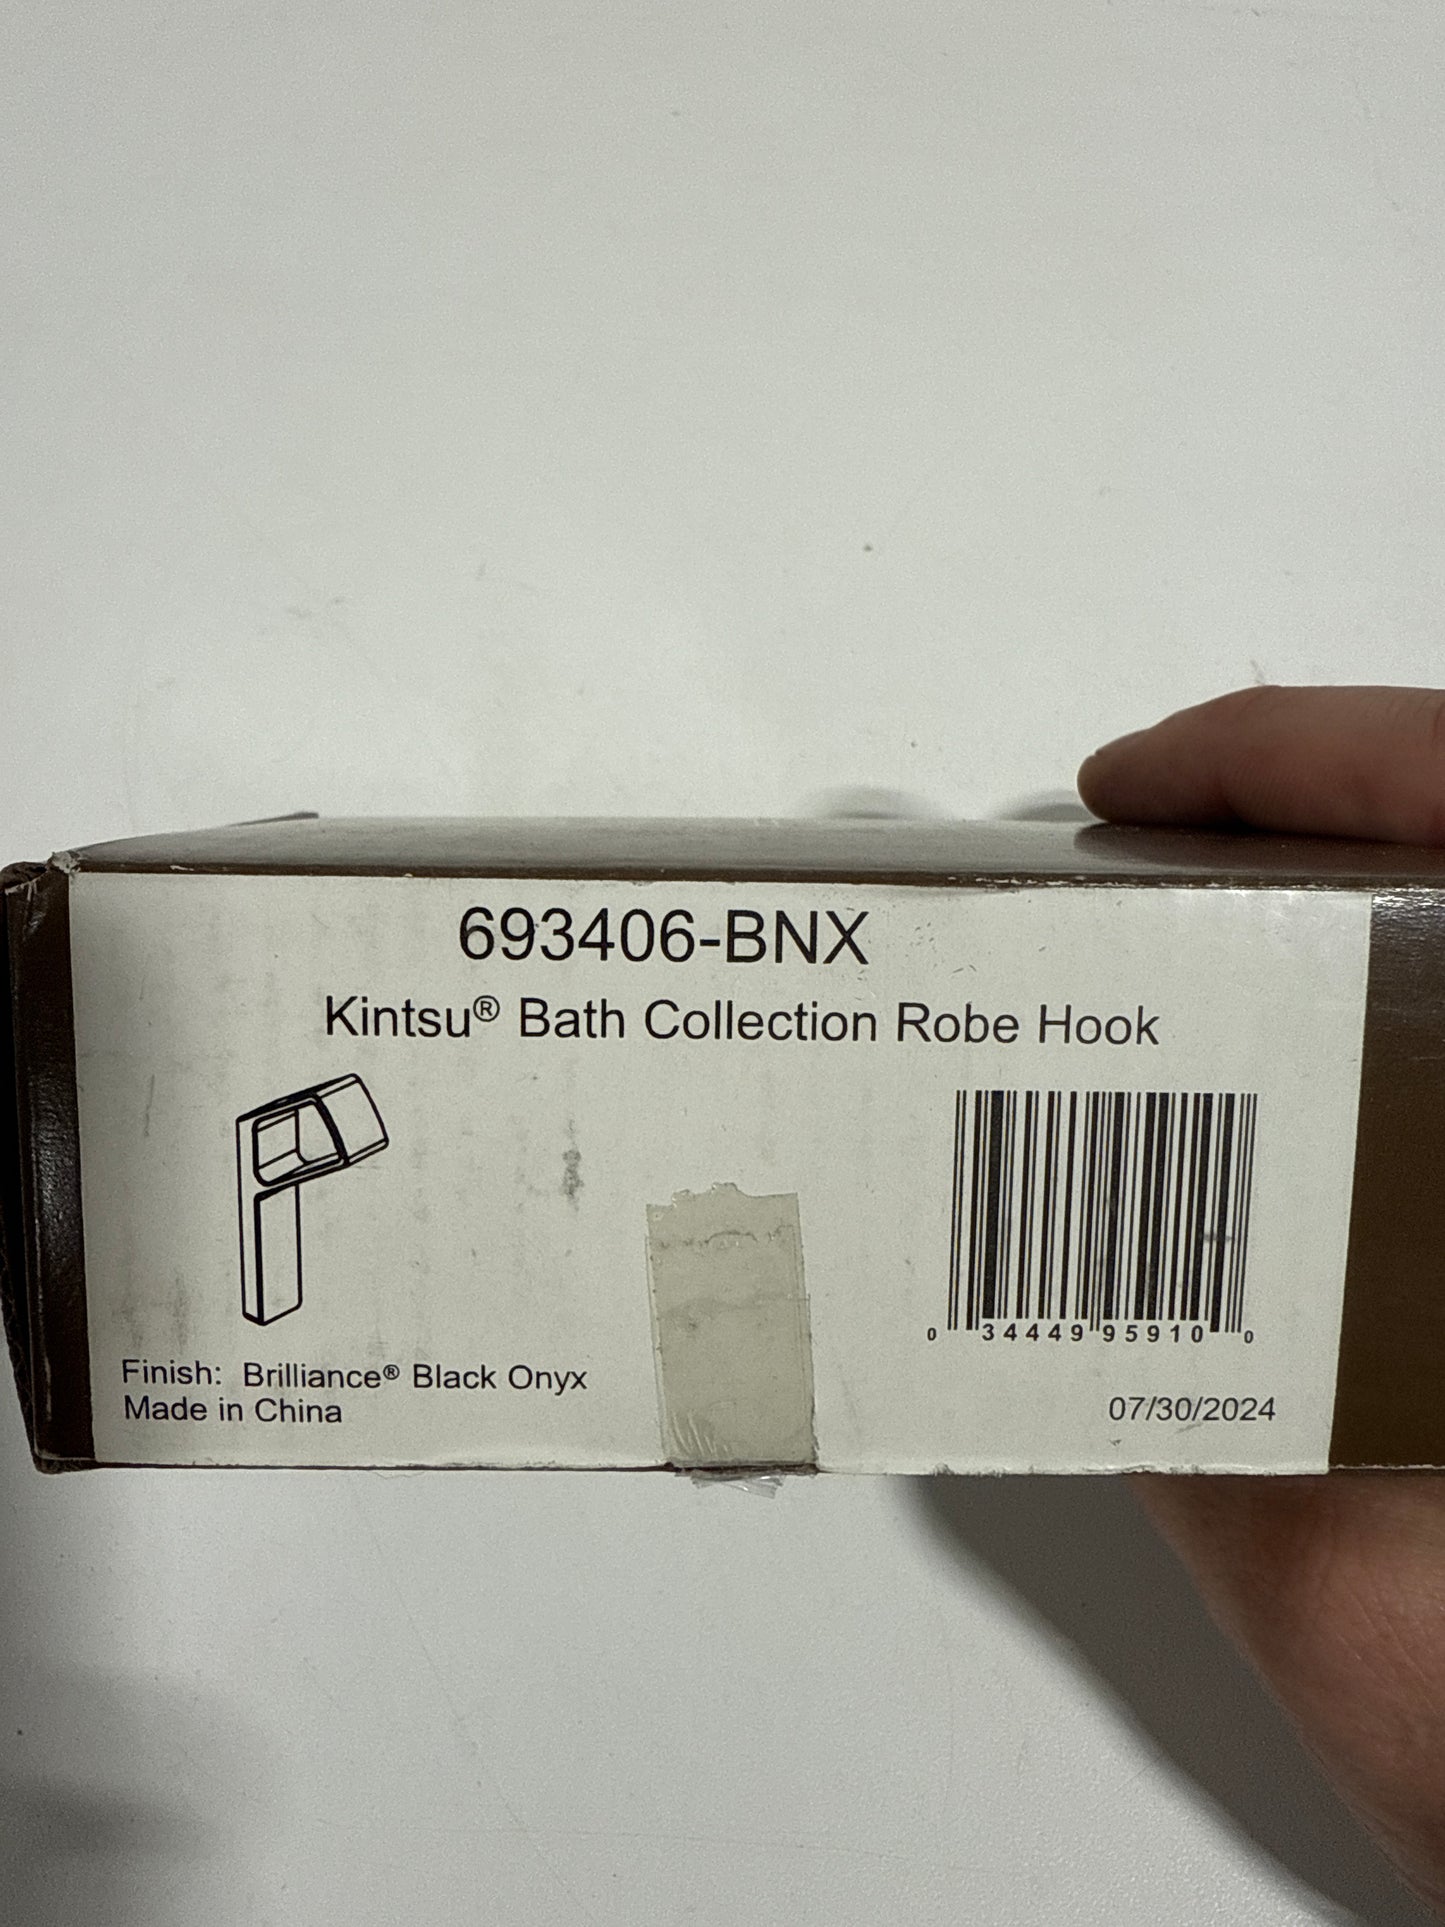 693406-BNX
Kintsu® Bath Collection Robe Hook
0 34449 95910 0
Finish: Brilliance® Black Onyx
Made in China
07/30/2024